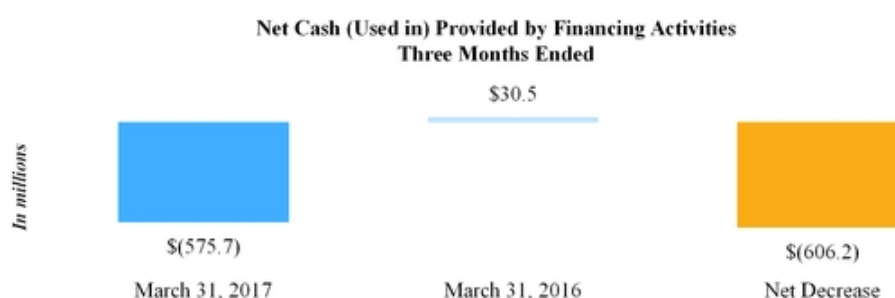 Net Cash (Used in) Provided by Financing Activities
Three Months Ended
$30.5
In millions
$(575.7)
$(606.2)
March 31, 2017
March 31, 2016
Net Decrease